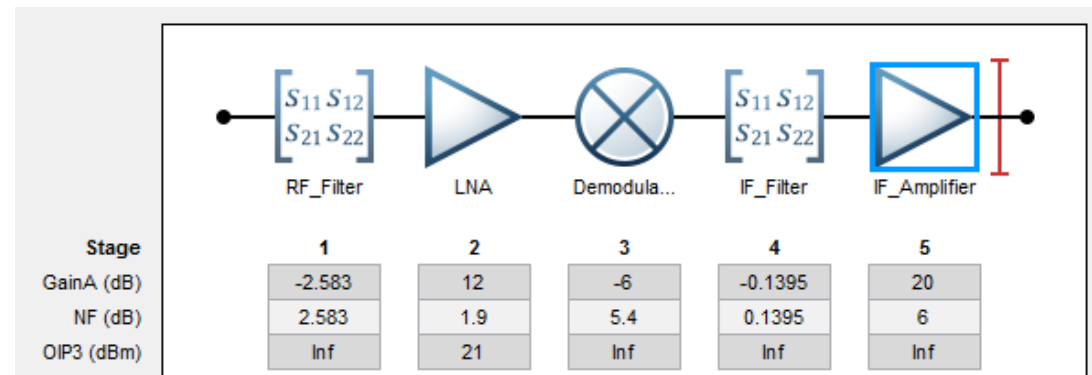 S11 S12 S11 S12
S21 S22 S21 S22
RF_Filter LNA Demodula... IF_Filter IF_Amplifier
Stage 1 2 3 4 5
GainA (dB) -2.583 12 -6 -0.1395 20
NF (dB) 2.583 1.9 5.4 0.1395 6
OIP3 (dBm) Inf 21 Inf Inf Inf